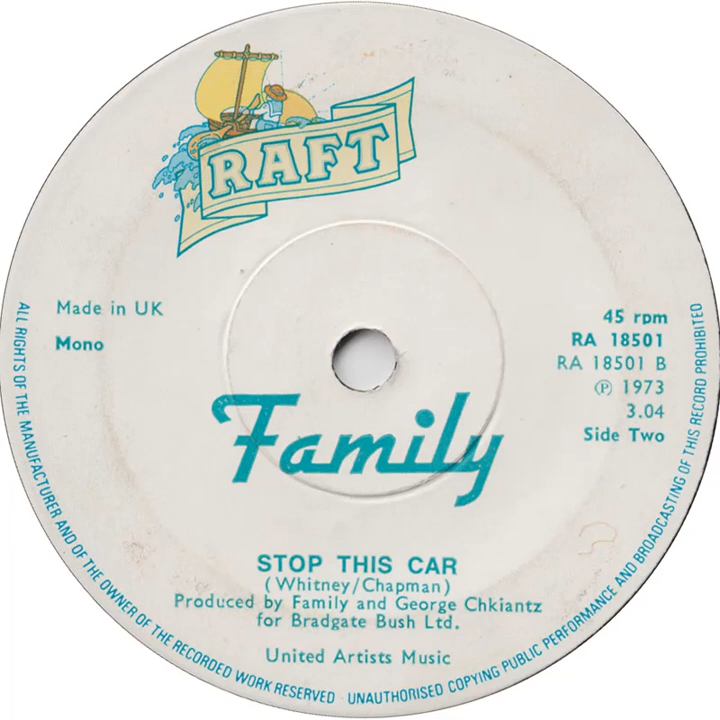 RAFT
Made in UK
Mono
45 rpm
RA 18501
RA 18501 B
Ⓟ 1973
3.04
Side Two
Family
STOP THIS CAR
(Whitney/Chapman)
Produced by Family and George Chkiantz
for Bradgate Bush Ltd.
United Artists Music
ALL RIGHTS OF THE MANUFACTURER AND OF THE OWNER OF THE RECORDED WORK RESERVED · UNAUTHORISED COPYING PUBLIC PERFORMANCE AND BROADCASTING OF THIS RECORD PROHIBITED